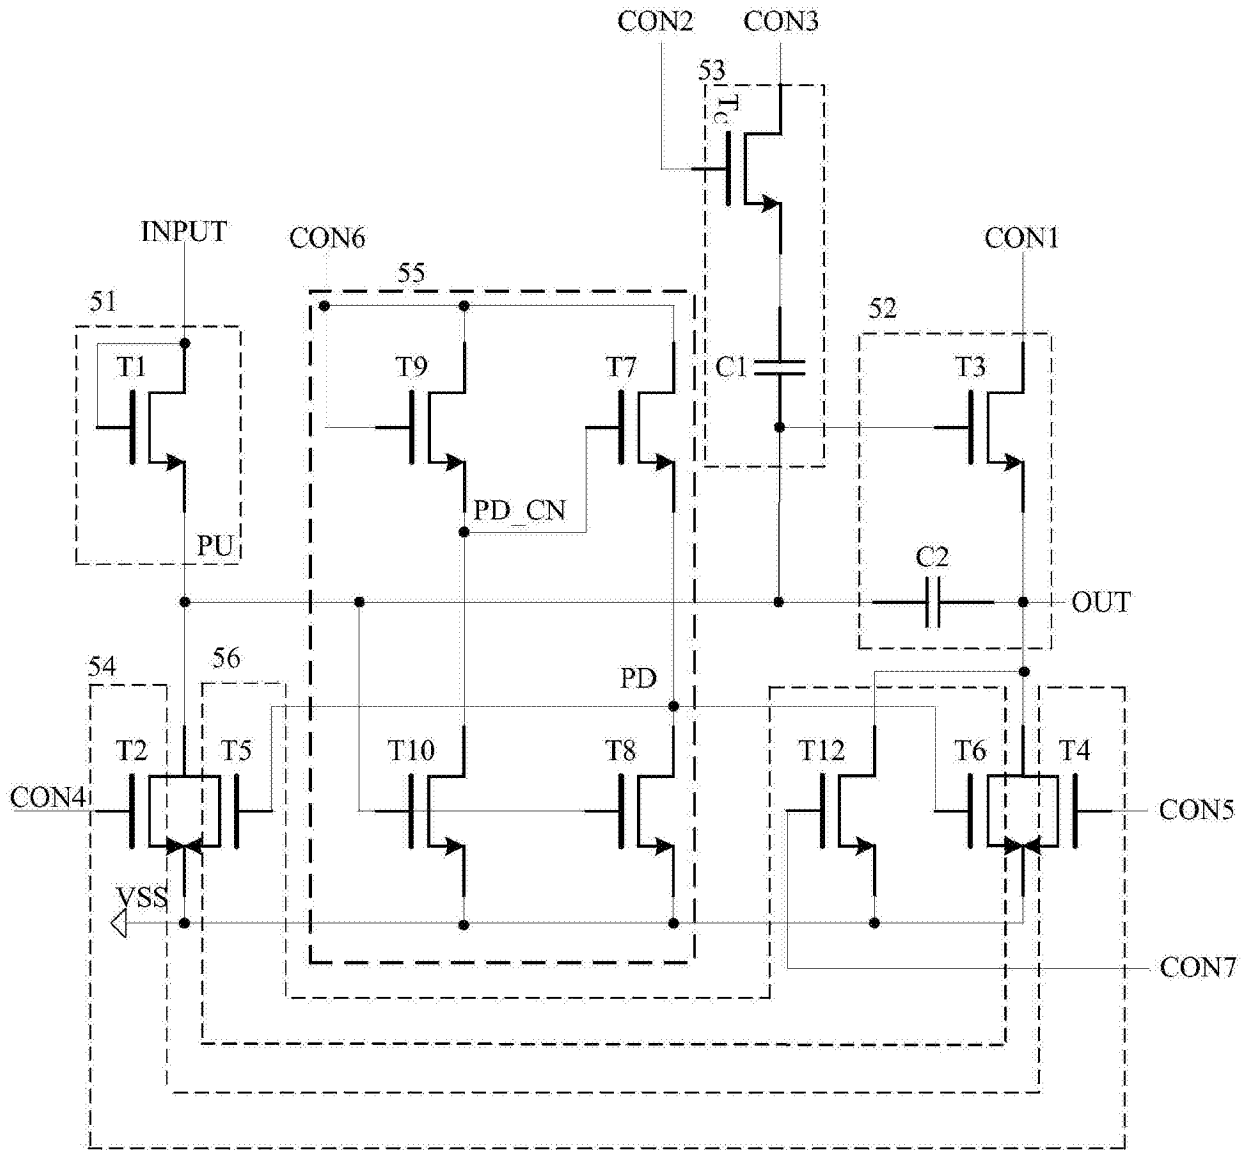 CON2
CON3
53
Tc
INPUT
CON6
CON1
51
55
52
T1
T9
T7
C1
T3
PD_CN
PU
C2
OUT
54
56
PD
T2
T5
T10
T8
T12
T6
T4
CON4
CON5
VSS
CON7